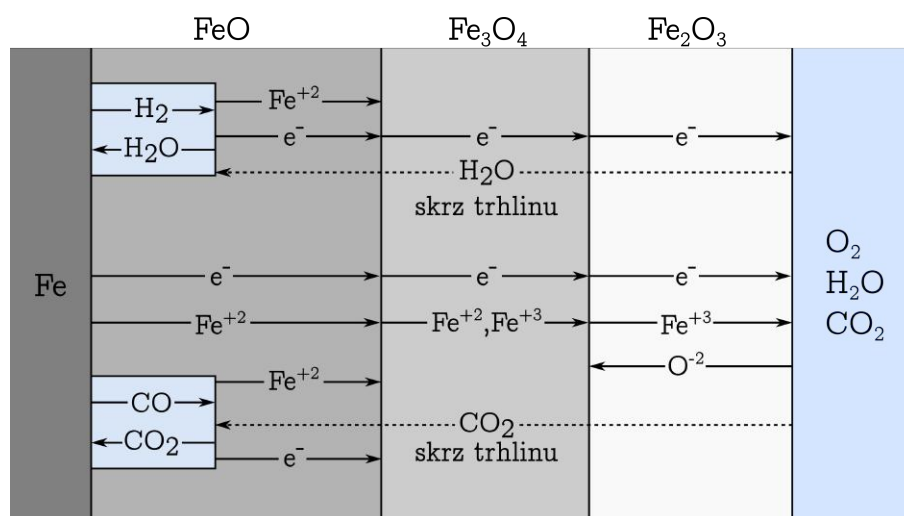 FeO Fe₃O₄ Fe₂O₃
H₂ Fe⁺²
H₂O e⁻ e⁻ e⁻
H₂O
skrz trhlinu
O₂
Fe e⁻ e⁻ e⁻ H₂O
Fe⁺² Fe⁺²,Fe⁺³ Fe⁺³ CO₂
O⁻²
CO Fe⁺²
CO₂ CO₂
skrz trhlinu
e⁻